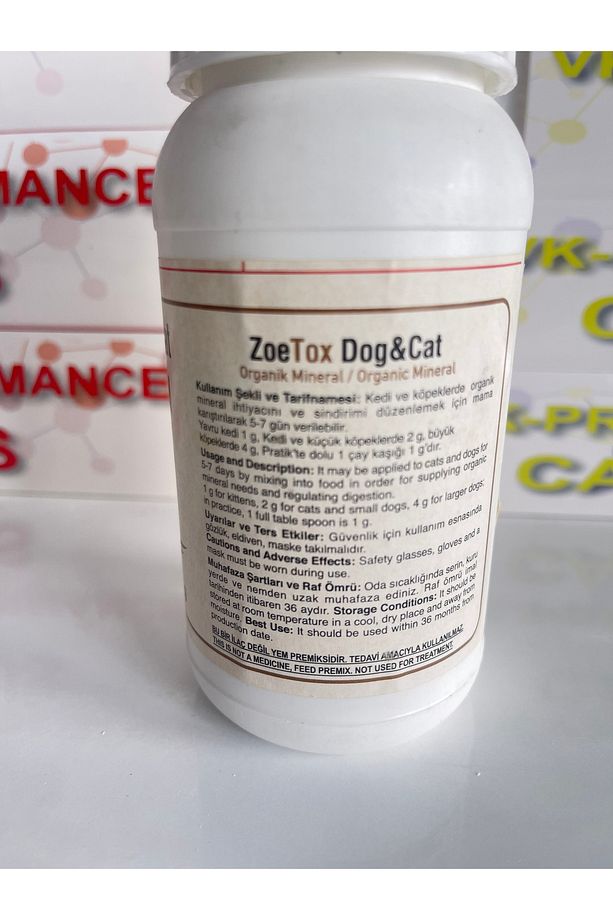 MANCE
S
MANCE
S
VK-
VK-
C
K-PR
CA
ZoeTox Dog&Cat
Organik Mineral / Organic Mineral
Kullanım Şekli ve Tarifnamesi: Kedi ve köpeklerde organik
mineral ihtiyacını ve sindirimi düzenlemek için mama
karıştırılarak 5-7 gün verilebilir.
Yavru kedi 1 g, Kedi ve küçük köpeklerde 2 g, büyük
köpeklerde 4 g, Pratik'te dolu 1 çay kaşığı 1 g'dır.
Usage and Description: It may be applied to cats and dogs for
5-7 days by mixing into food in order for supplying organic
mineral needs and regulating digestion.
1 g for kittens, 2 g for cats and small dogs, 4 g for larger dogs;
in practice, 1 full table spoon is 1 g.
Uyarılar ve Ters Etkiler: Güvenlik için kullanım esnasında
gözlük, eldiven, maske takılmalıdır.
Cautions and Adverse Effects: Safety glasses, gloves and a
mask must be worn during use.
Muhafaza Şartları ve Raf Ömrü: Oda sıcaklığında serin, kuru
yerde ve nemden uzak muhafaza ediniz. Raf ömrü imal
tarihinden itibaren 36 aydır. Storage Conditions: It should be
stored at room temperature in a cool, dry place and away from
moisture, Best Use: It should be used within 36 months from
production date.
BU BİR İLAÇ DEĞİL YEM PREMİKSİDİR. TEDAVİ AMACIYLA KULLANILMAZ.
THIS IS NOT A MEDICINE, FEED PREMIX. NOT USED FOR TREATMENT.